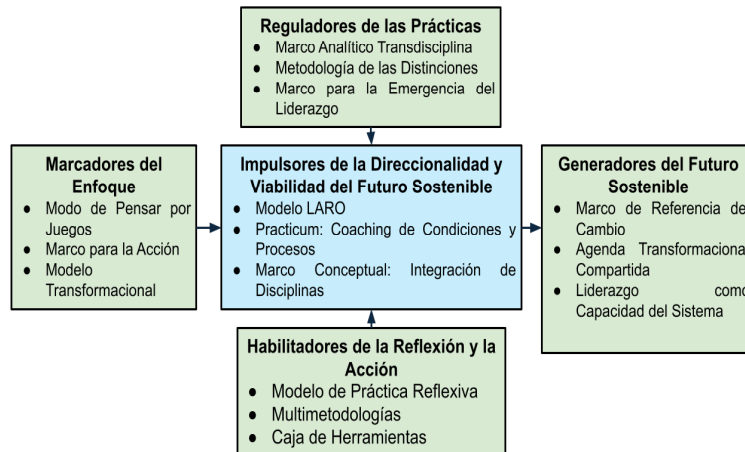 Reguladores de las Prácticas
● Marco Analítico Transdisciplina
● Metodología de las Distinciones
● Marco para la Emergencia del
Liderazgo
Marcadores del
Enfoque
● Modo de Pensar por
Juegos
● Marco para la Acción
● Modelo
Transformacional
Impulsores de la Direccionalidad y
Viabilidad del Futuro Sostenible
● Modelo LARO
● Practicum: Coaching de Condiciones y
Procesos
● Marco Conceptual: Integración de
Disciplinas
Generadores del Futuro
Sostenible
● Marco de Referencia de
Cambio
● Agenda Transformaciona
Compartida
● Liderazgo como
Capacidad del Sistema
Habilitadores de la Reflexión y la
Acción
● Modelo de Práctica Reflexiva
● Multimetodologías
● Caja de Herramientas